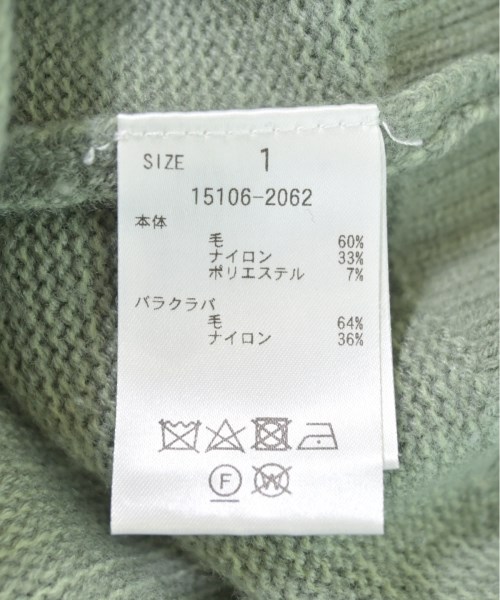 SIZE 1
15106-2062
本体
毛 60%
ナイロン 33%
ポリエステル 7%
バラクラバ
毛 64%
ナイロン 36%
F W